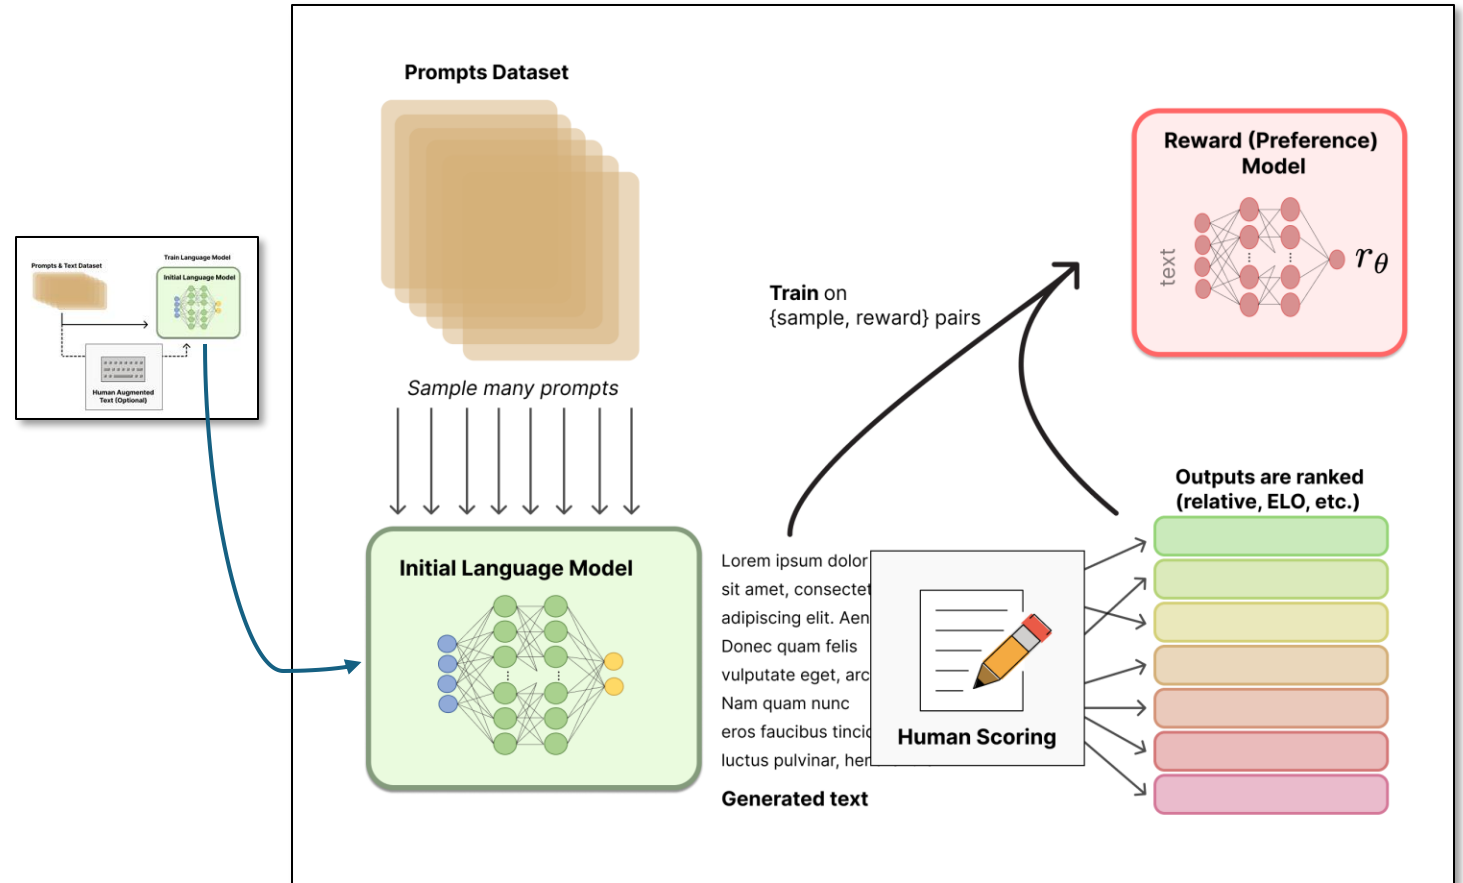 Prompts & Text Dataset
Train Language Model
Initial Language Model
Human Augmented
Text (Optional)
Prompts Dataset
Sample many prompts
Initial Language Model
Train on
{sample, reward} pairs
Reward (Preference)
Model
text
r_θ
Lorem ipsum dolor
sit amet, consectet
adipiscing elit. Aen
Donec quam felis
vulputate eget, arc
Nam quam nunc
eros faucibus tincid
luctus pulvinar, her
Generated text
Human Scoring
Outputs are ranked
(relative, ELO, etc.)